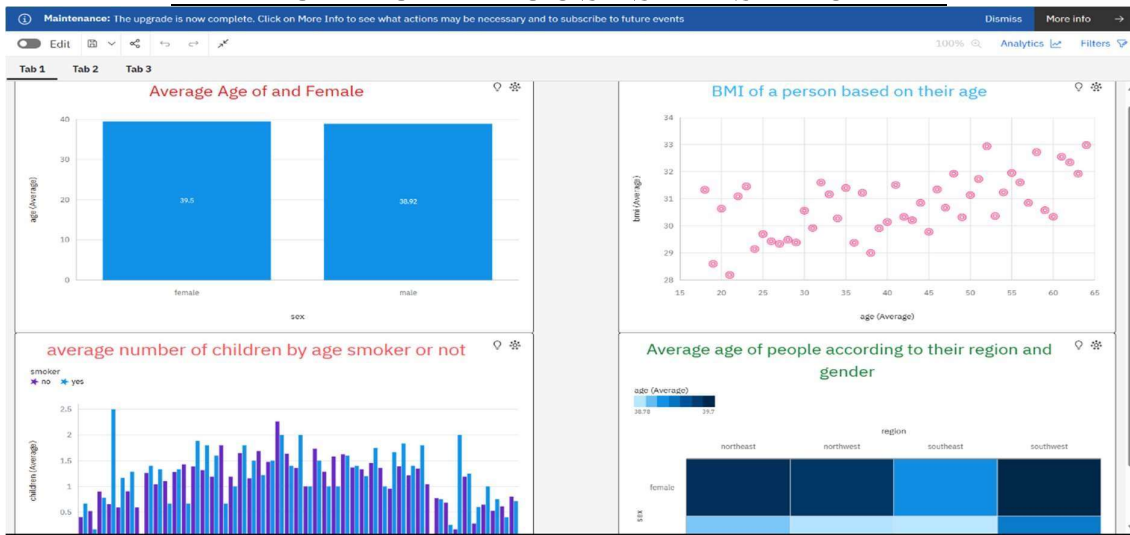 Maintenance: The upgrade is now complete. Click on More Info to see what actions may be necessary and to subscribe to future events
Dismiss
More info
Edit
100%
Analytics
Filters
Tab 1
Tab 2
Tab 3
Average Age of and Female
40
30
20
10
0
age (Average)
39.5
38.92
female
male
sex
BMI of a person based on their age
34
33
32
31
30
29
28
bmi (Average)
15
20
25
30
35
40
45
50
55
60
65
age (Average)
average number of children by age smoker or not
smoker
no
yes
2.5
2
1.5
1
0.5
children (Average)
Average age of people according to their region and
gender
age (Average)
38.78
39.7
region
northeast
northwest
southeast
southwest
female
sex